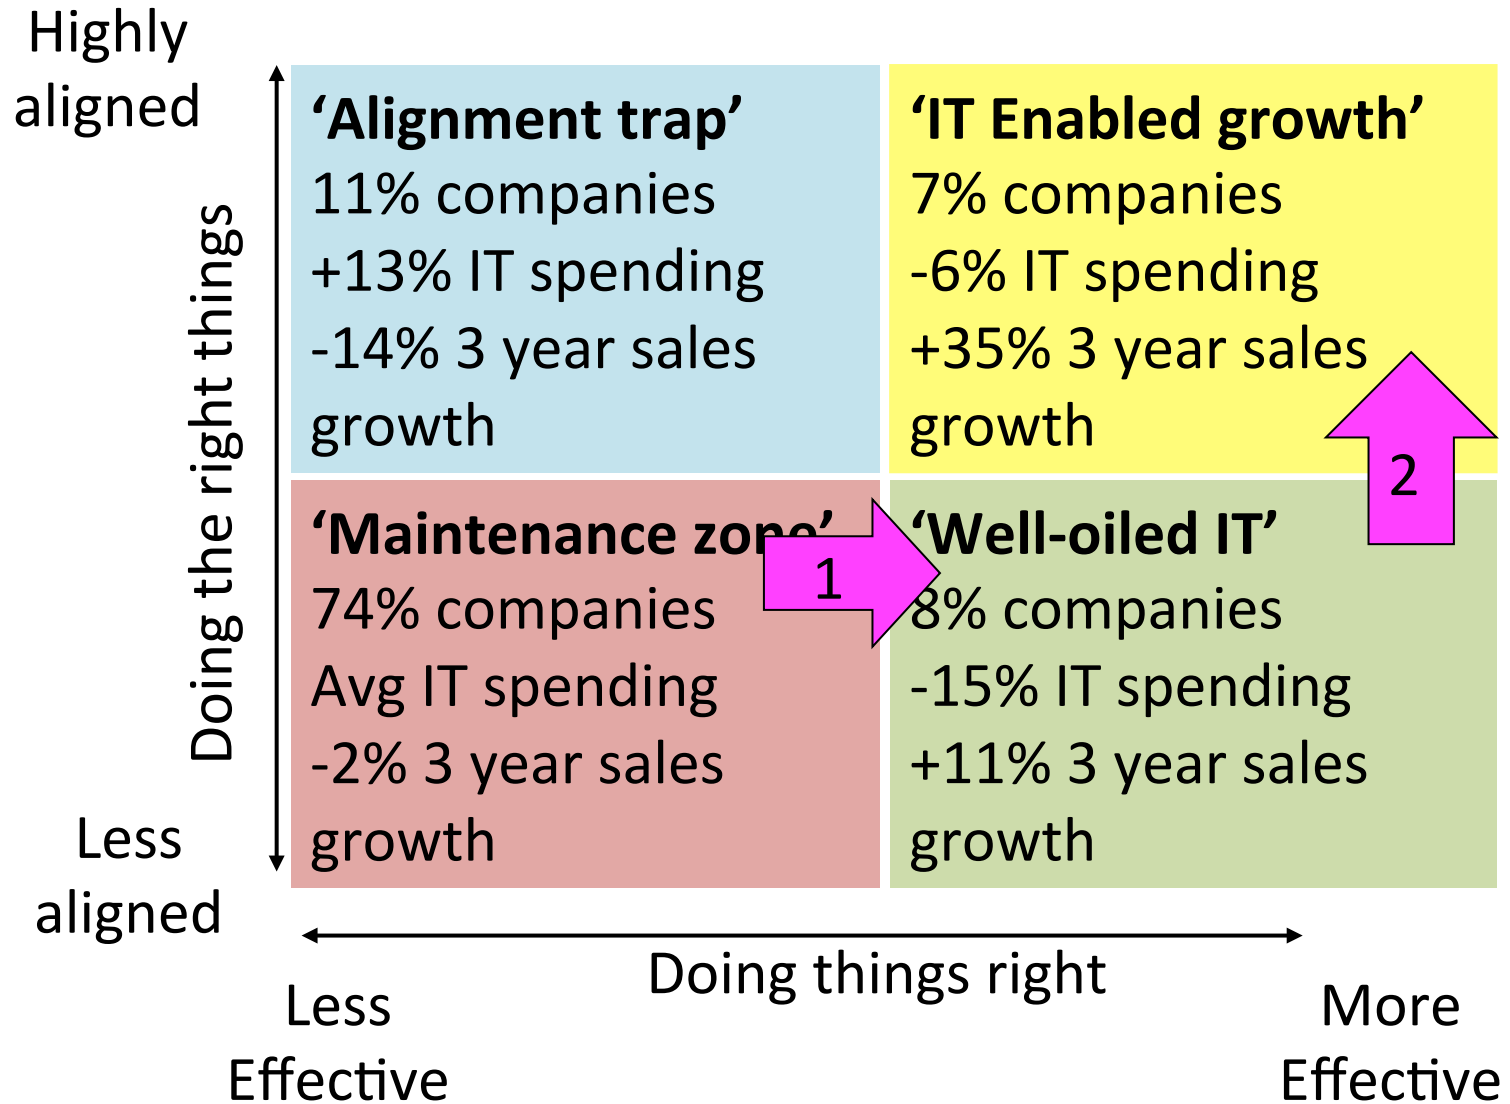 Highly
aligned
Doing the right things
Less
aligned
‘Alignment trap’
11% companies
+13% IT spending
-14% 3 year sales
growth
‘IT Enabled growth’
7% companies
-6% IT spending
+35% 3 year sales
growth
2
‘Maintenance zone’
74% companies
Avg IT spending
-2% 3 year sales
growth
1
‘Well-oiled IT’
8% companies
-15% IT spending
+11% 3 year sales
growth
Doing things right
Less
Effective
More
Effective